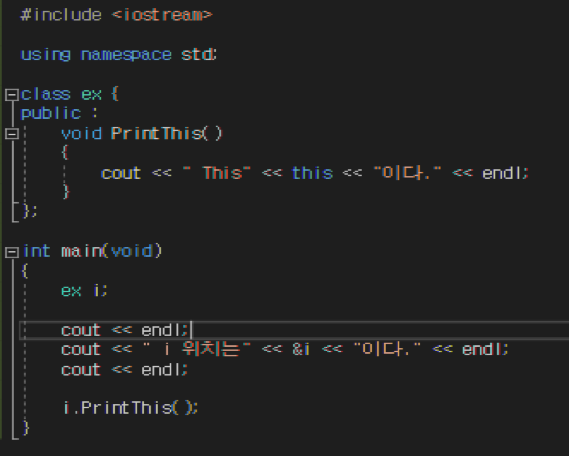 #include <iostream>
using namespace std;
class ex {
public :
void PrintThis()
{
cout << " This" << this << "이다." << endl;
}
};
int main(void)
{
ex i;
cout << endl;
cout << " i 위치는" << &i << "이다." << endl;
cout << endl;
i.PrintThis();
}